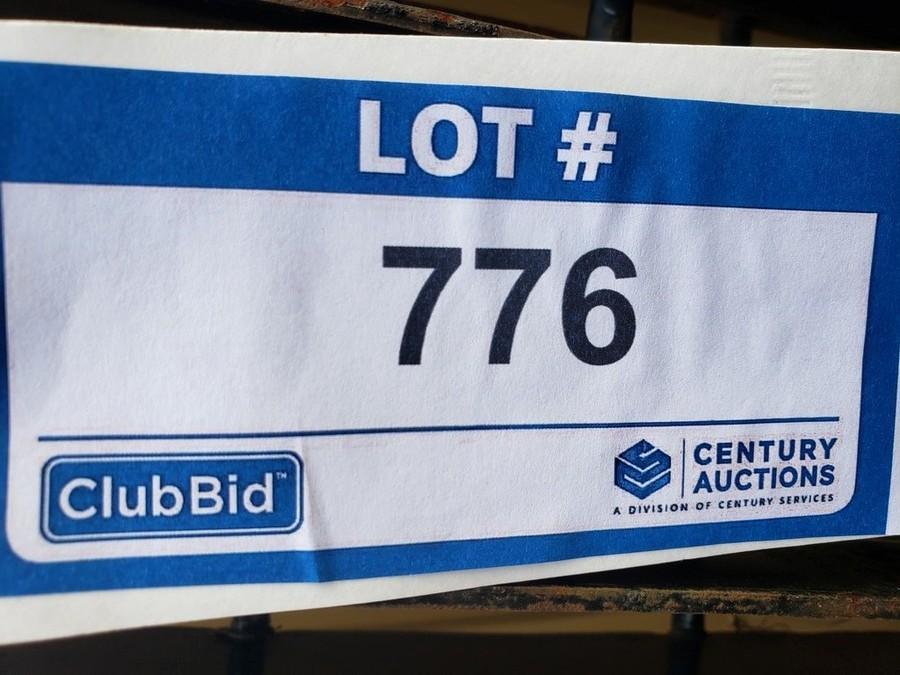 LOT #
776
ClubBid™
CENTURY
AUCTIONS
A DIVISION OF CENTURY SERVICES